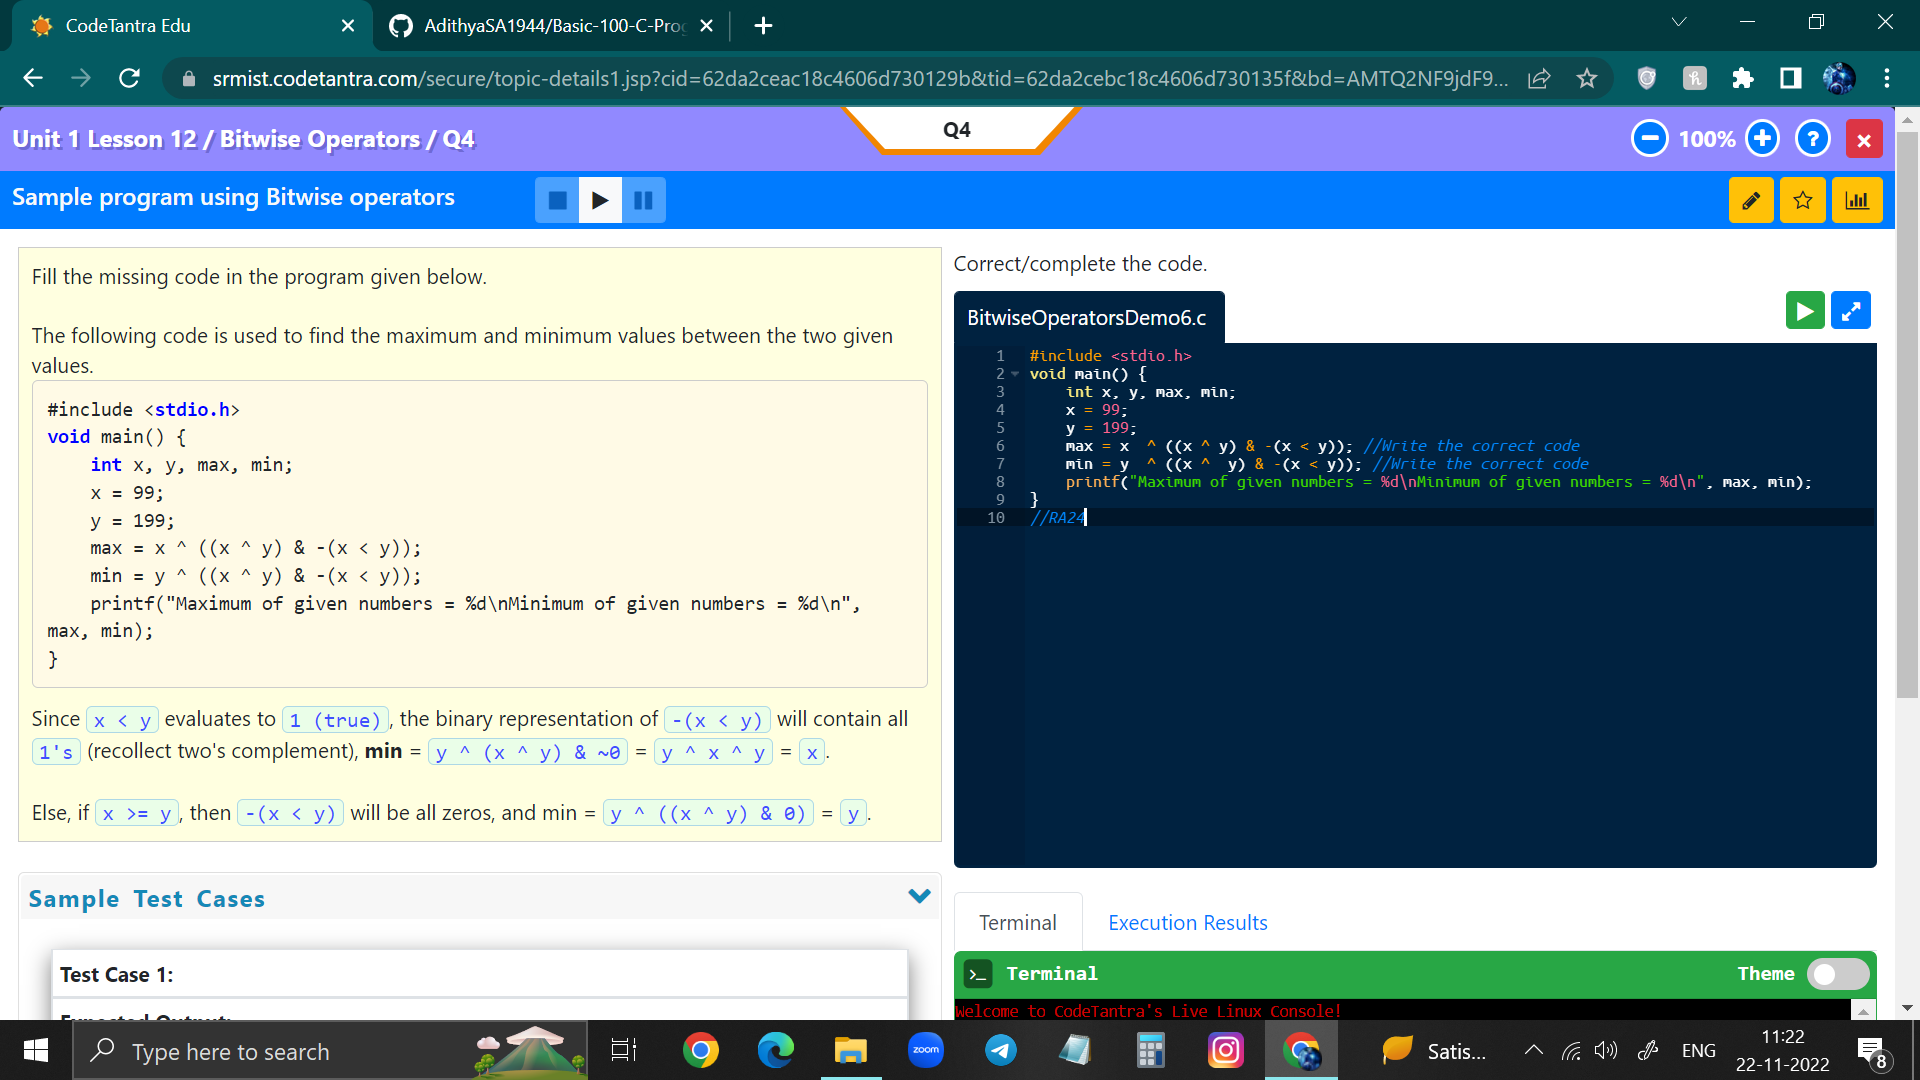 CodeTantra Edu
AdithyaSA1944/Basic-100-C-Prog
srmist.codetantra.com/secure/topic-details1.jsp?cid=62da2ceac18c4606d730129b&tid=62da2cebc18c4606d730135f&bd=AMTQ2NF9jdF9...
Unit 1 Lesson 12 / Bitwise Operators / Q4
Q4
100%
Sample program using Bitwise operators
Fill the missing code in the program given below.
The following code is used to find the maximum and minimum values between the two given
values.
#include <stdio.h>
void main() {
int x, y, max, min;
x = 99;
y = 199;
max = x ^ ((x ^ y) & -(x < y));
min = y ^ ((x ^ y) & -(x < y));
printf("Maximum of given numbers = %d\nMinimum of given numbers = %d\n",
max, min);
}
Since x < y evaluates to 1 (true), the binary representation of -(x < y) will contain all
1's (recollect two's complement), min = y ^ (x ^ y) & ~0 = y ^ x ^ y = x.
Else, if x >= y, then -(x < y) will be all zeros, and min = y ^ ((x ^ y) & 0) = y.
Sample Test Cases
Test Case 1:
Expected Output:
Correct/complete the code.
BitwiseOperatorsDemo6.c
1 #include <stdio.h>
2 void main() {
3 int x, y, max, min;
4 x = 99;
5 y = 199;
6 max = x  ^ ((x ^ y) & -(x < y)); //Write the correct code
7 min = y  ^ ((x ^  y) & -(x < y)); //Write the correct code
8 printf("Maximum of given numbers = %d\nMinimum of given numbers = %d\n", max, min);
9 }
10 //RA24
Terminal
Execution Results
>_ Terminal
Theme
Welcome to CodeTantra's Live Linux Console!
Type here to search
zoom
Satis...
ENG
11:22
22-11-2022
8